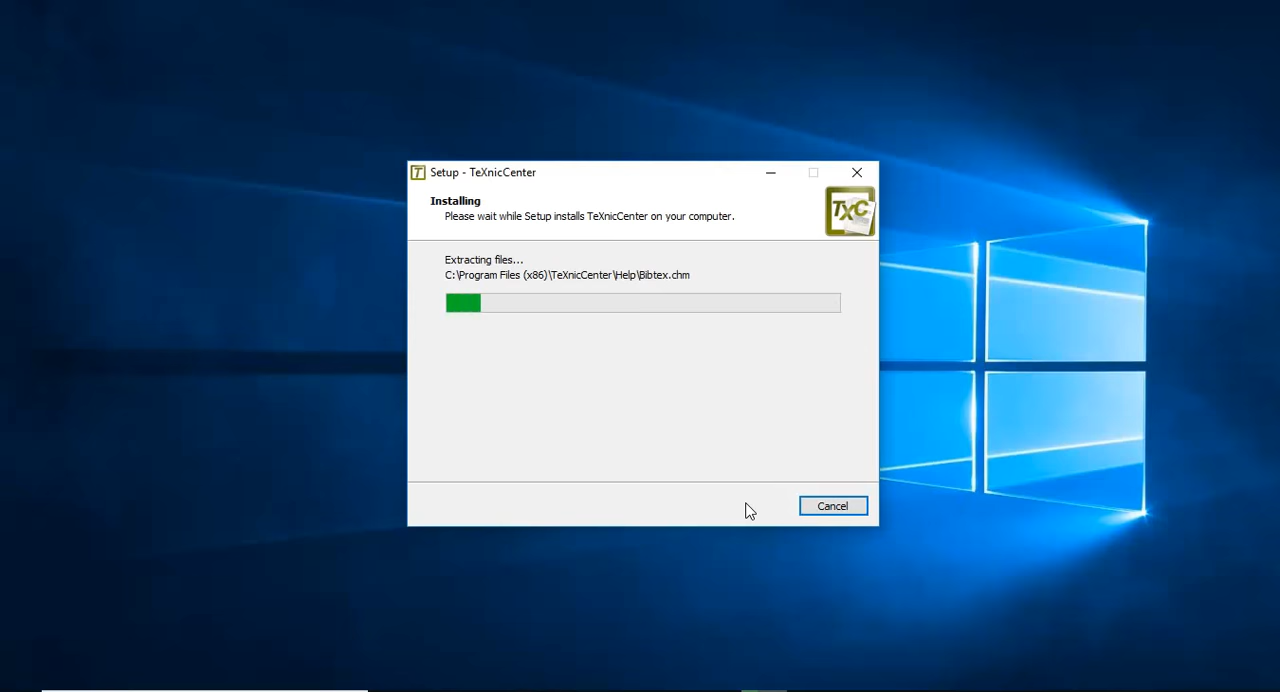 Setup - TeXnicCenter
Installing
Please wait while Setup installs TeXnicCenter on your computer.
TXC
Extracting files...
C:\Program Files (x86)\TeXnicCenter\Help\Bibtex.chm
Cancel